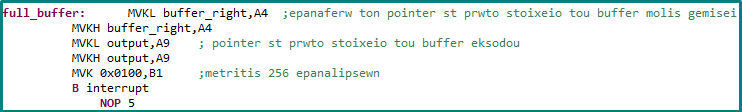 full_buffer:      MVKL buffer_right,A4  ;epanaferw ton pointer st prwto stoixeio tou buffer molis gemisei
MVKH buffer_right,A4
MVKL output,A9   ; pointer st prwto stoixeio tou buffer eksodou
MVKH output,A9
MVK 0x0100,B1     ;metritis 256 epanalipsewn
B interrupt
NOP 5